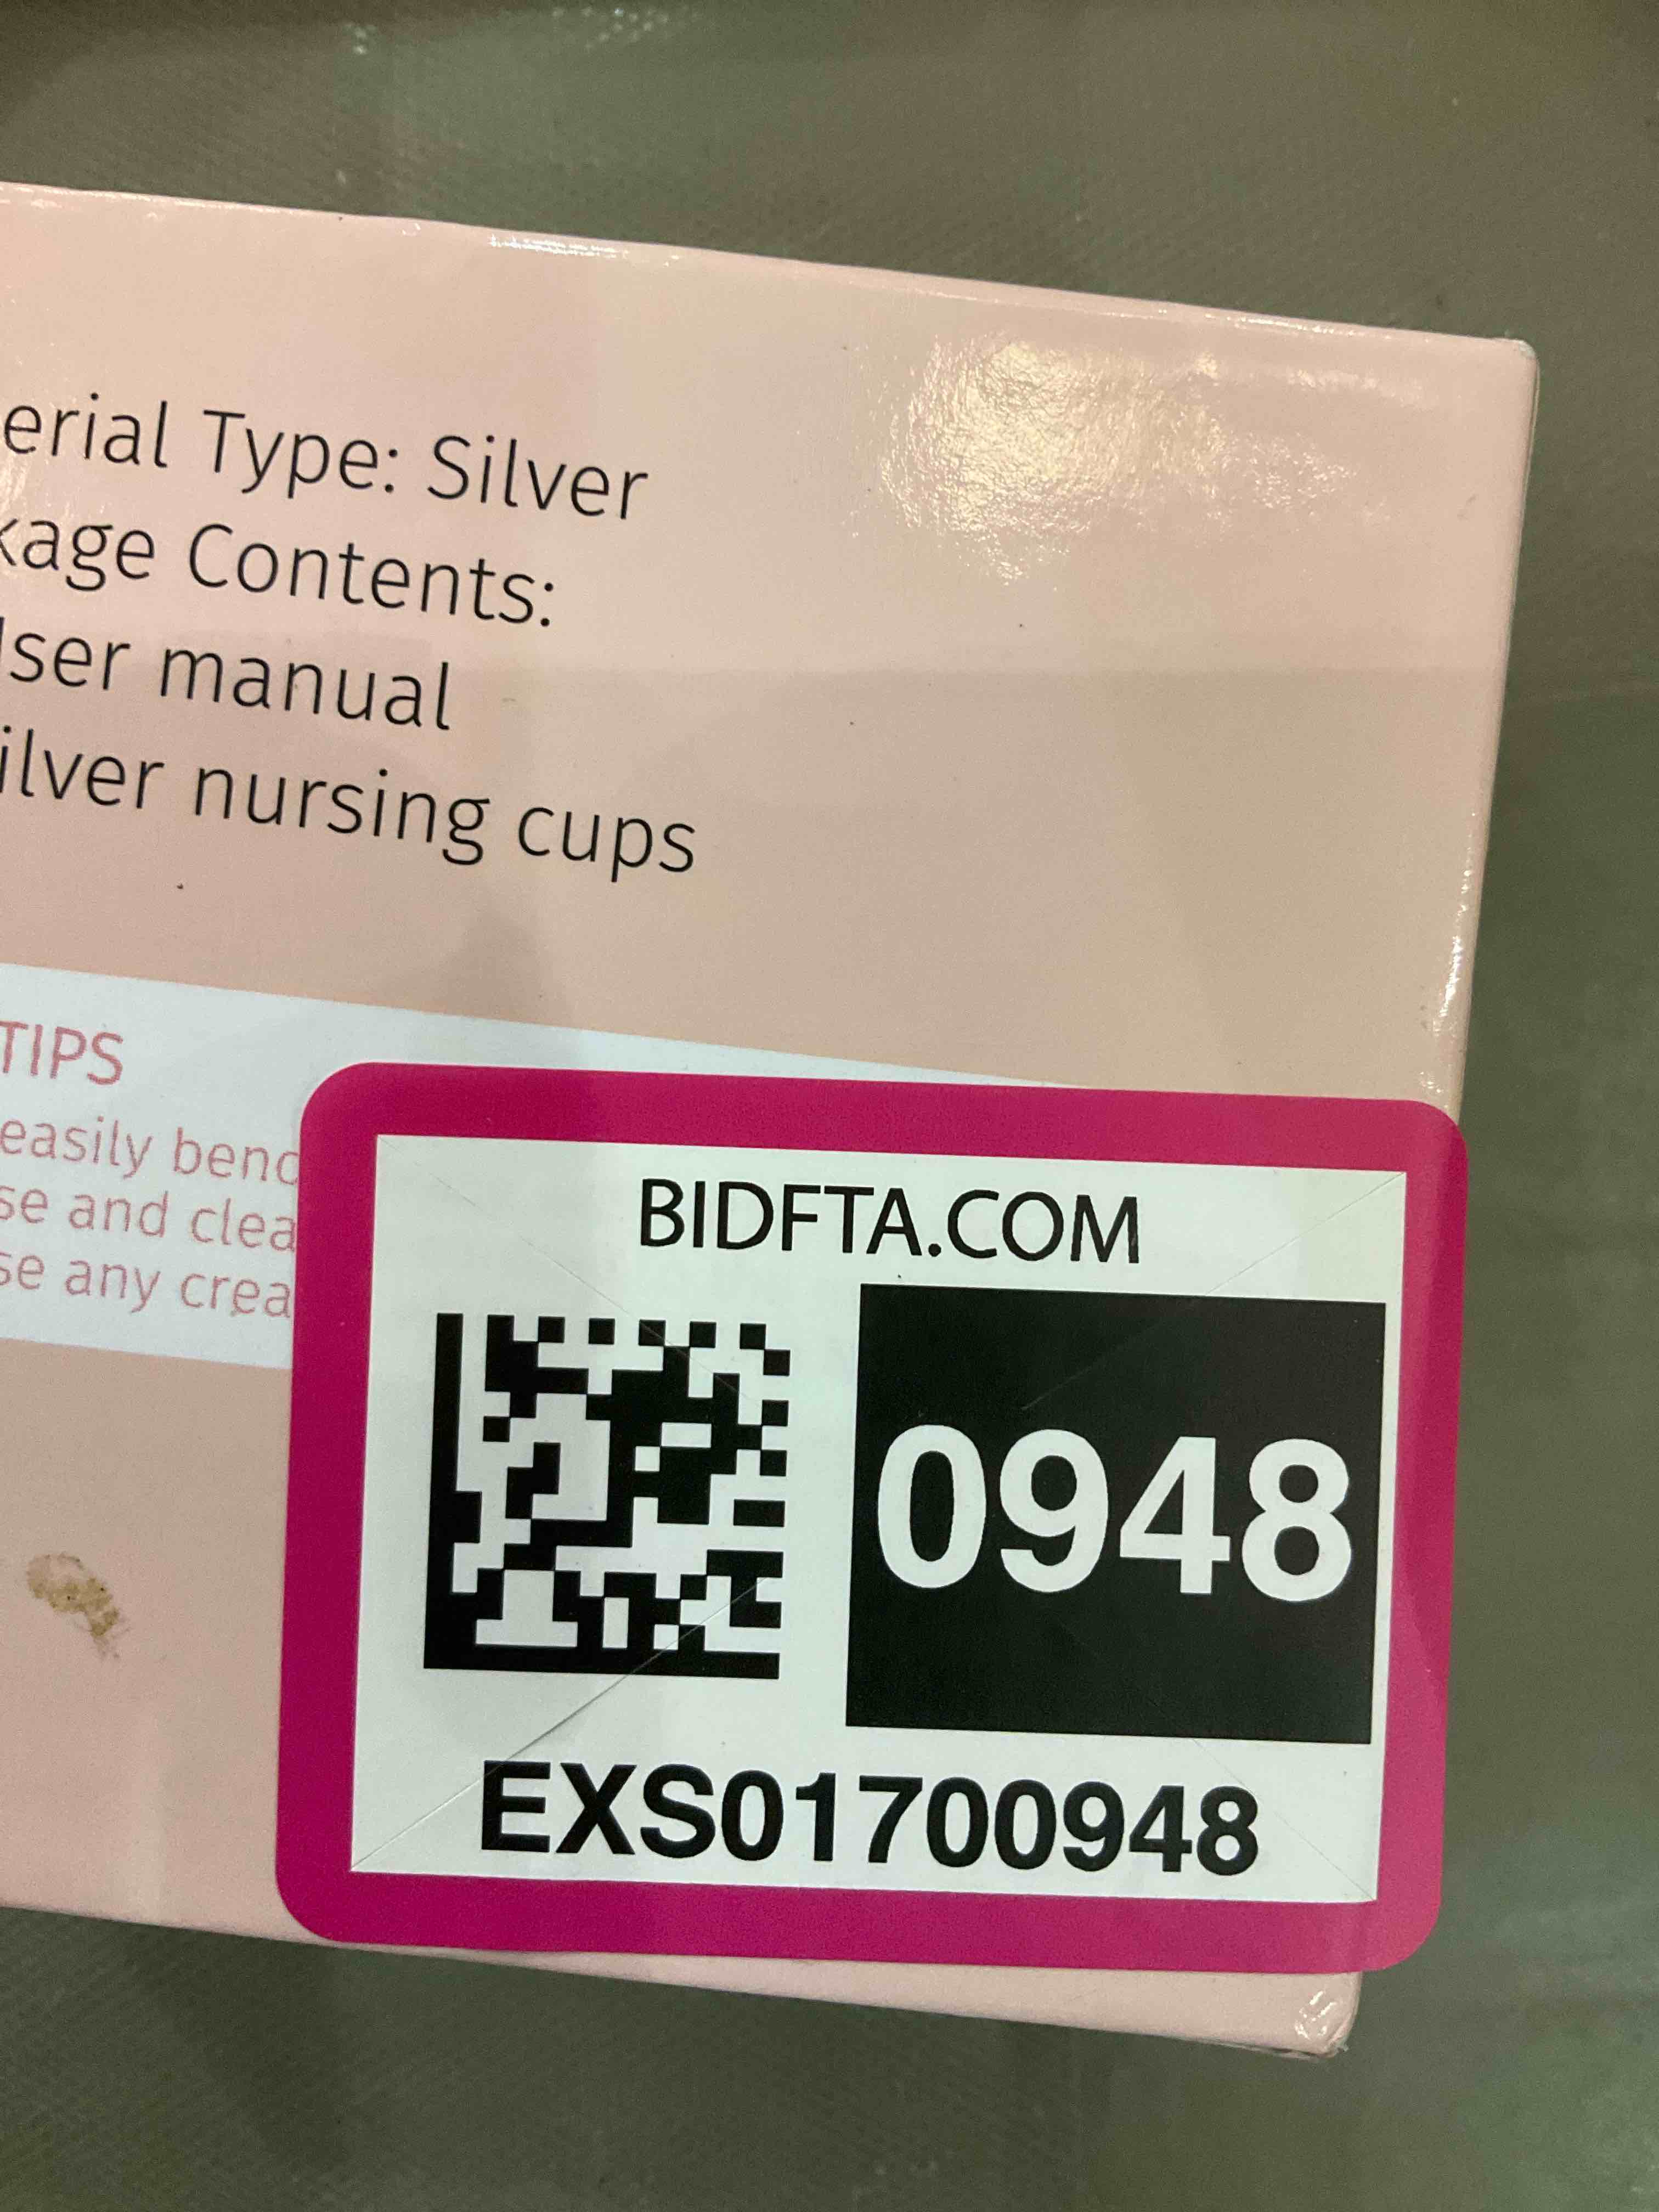 erial Type: Silver
kage Contents:
ser manual
ilver nursing cups
TIPS
easily bend
se and clea
se any crea
BIDFTA.COM
0948
EXS01700948